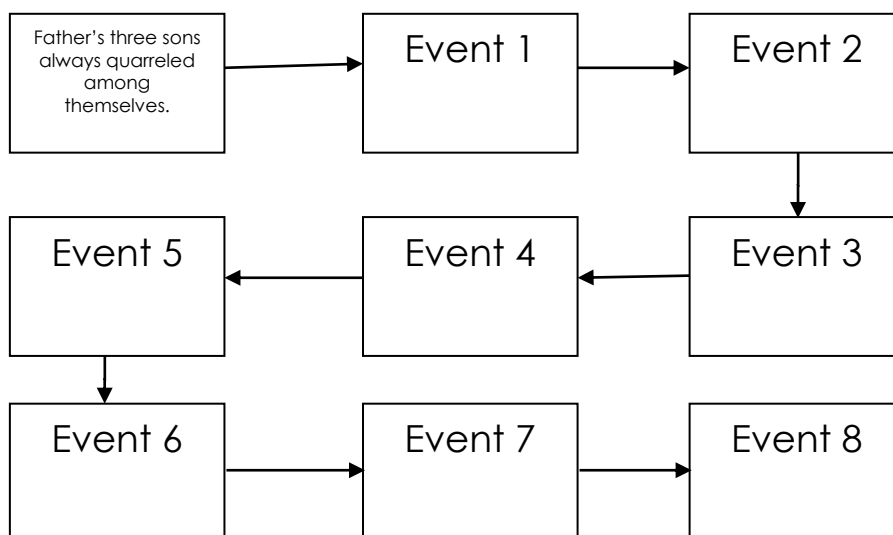 Father’s three sons
always quarreled
among
themselves.
Event 1
Event 2
Event 3
Event 4
Event 5
Event 6
Event 7
Event 8